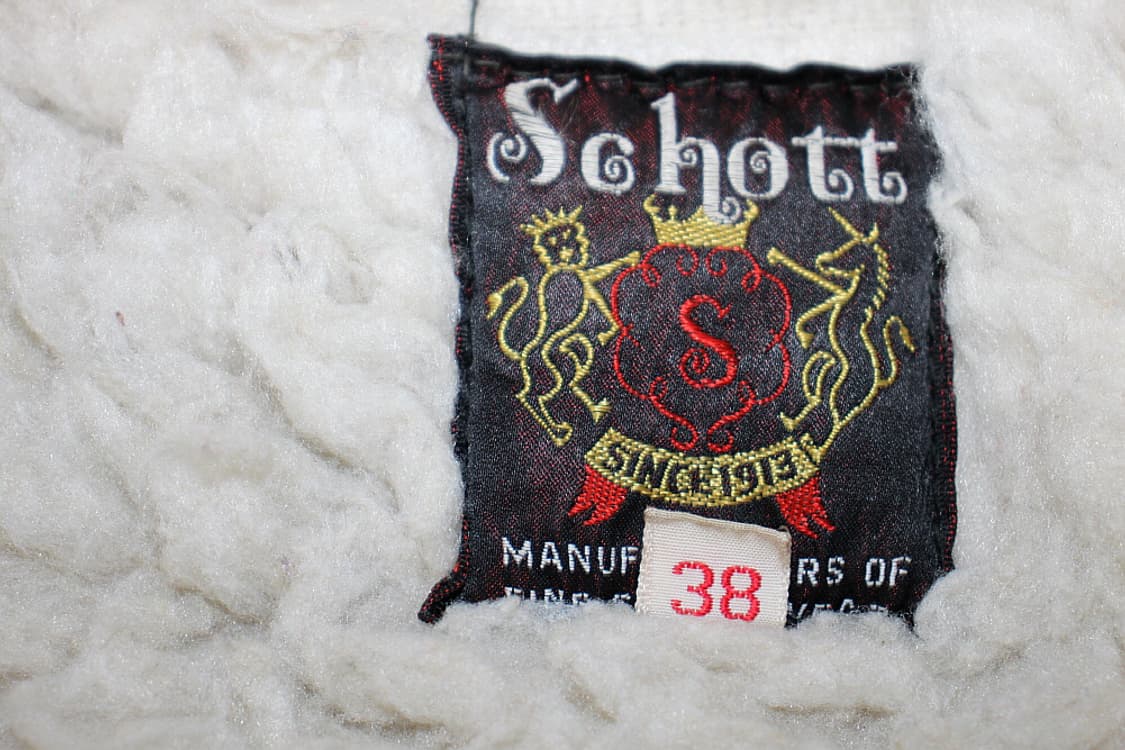 Schott
S
SINCE 1913
MANUF RS OF
38